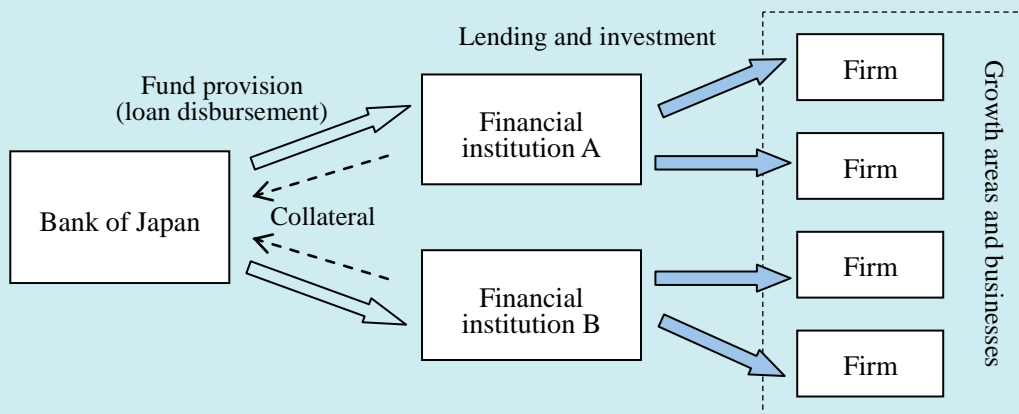 Lending and investment
Fund provision
(loan disbursement)
Bank of Japan
Collateral
Financial
institution A
Financial
institution B
Firm
Firm
Firm
Firm
Growth areas and businesses